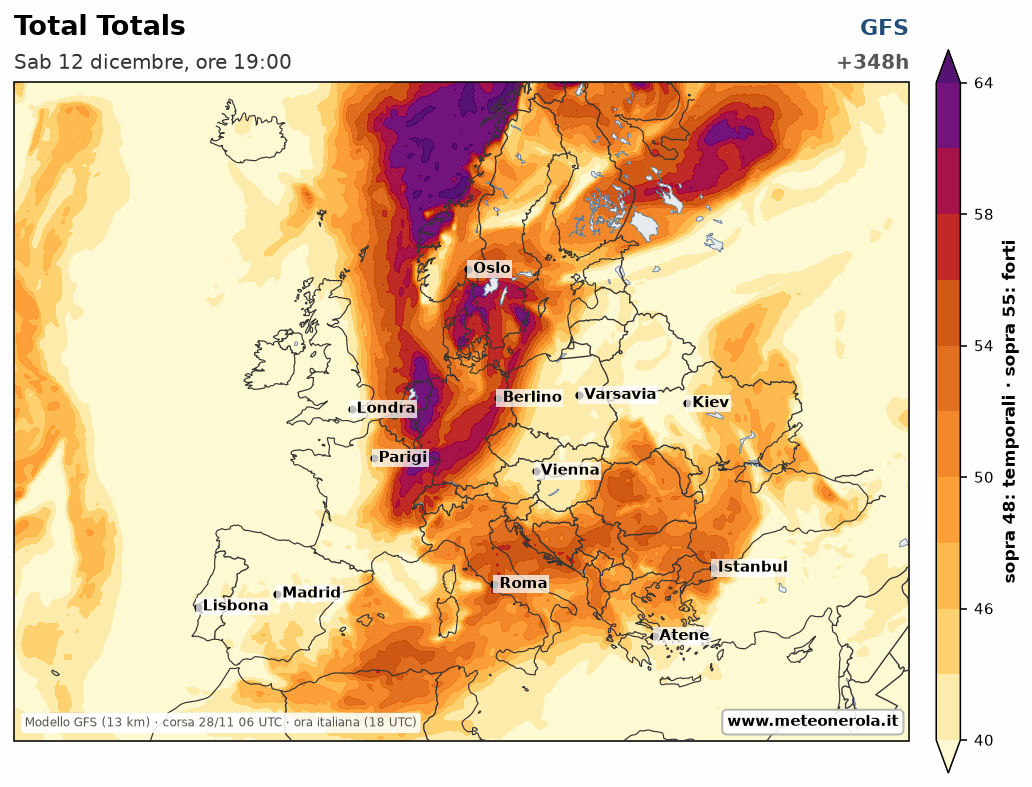 Total Totals
GFS
Sab 12 dicembre, ore 19:00
+348h
64
58
54
50
46
40
sopra 48: temporali · sopra 55: forti
Oslo
Londra
Berlino
Varsavia
Kiev
Parigi
Vienna
Istanbul
Roma
Madrid
Lisbona
Atene
Modello GFS (13 km) · corsa 28/11 06 UTC · ora italiana (18 UTC)
www.meteonerola.it